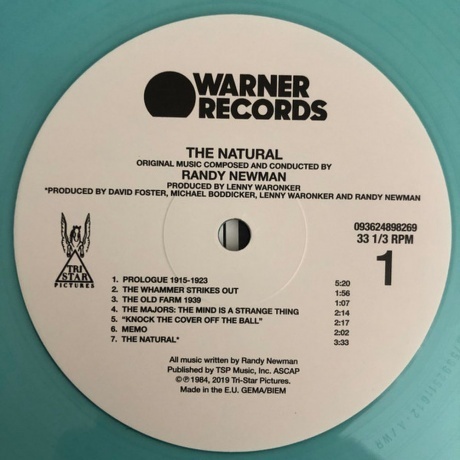 WARNER
RECORDS
THE NATURAL
ORIGINAL MUSIC COMPOSED AND CONDUCTED BY
RANDY NEWMAN
PRODUCED BY LENNY WARONKER
*PRODUCED BY DAVID FOSTER, MICHAEL BODDICKER, LENNY WARONKER AND RANDY NEWMAN
093624898269
33 1/3 RPM
1
TRI
STAR
PICTURES
1. PROLOGUE 1915-1923 5:20
2. THE WHAMMER STRIKES OUT 1:56
3. THE OLD FARM 1939 1:07
4. THE MAJORS: THE MIND IS A STRANGE THING 2:14
5. “KNOCK THE COVER OFF THE BALL” 2:17
6. MEMO 2:02
7. THE NATURAL* 3:33
All music written by Randy Newman
Published by TSP Music, Inc. ASCAP
©℗ 1984, 2019 Tri-Star Pictures.
Made in the E.U. GEMA/BIEM